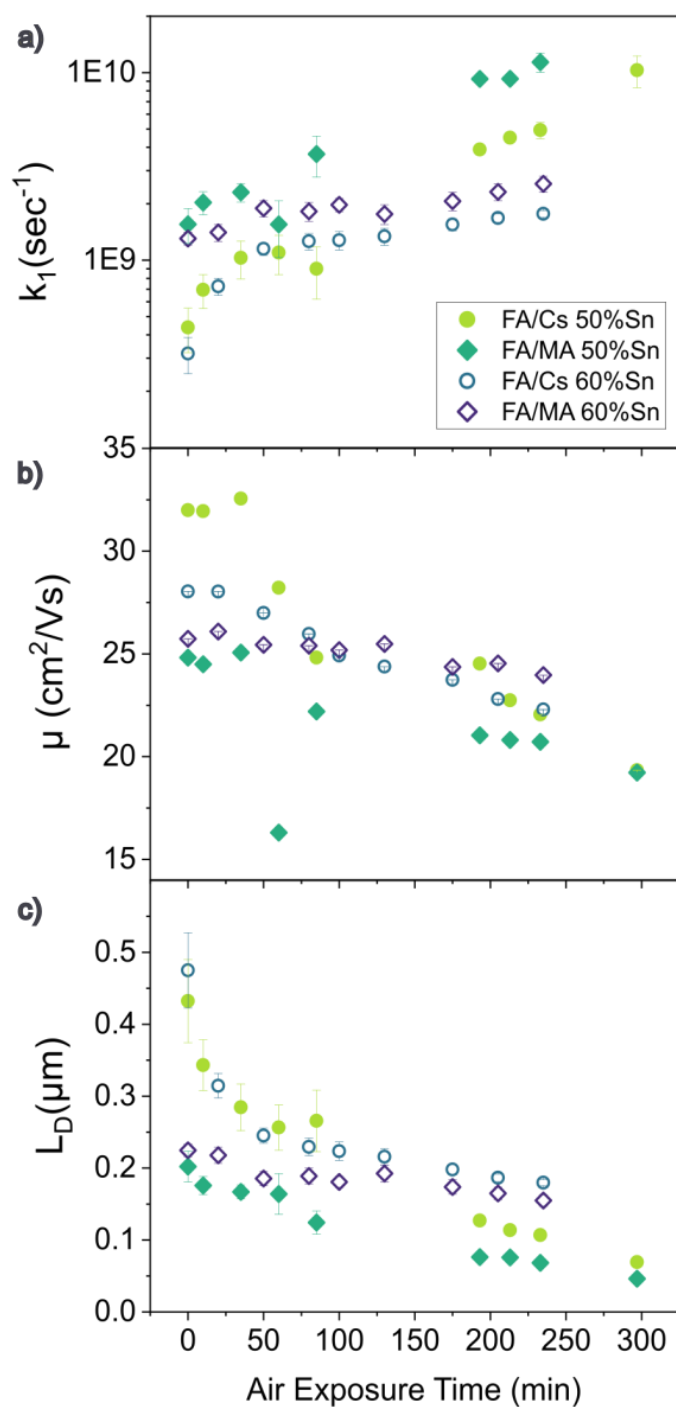 a)
1E10
k₁(sec⁻¹)
1E9
FA/Cs 50%Sn
FA/MA 50%Sn
FA/Cs 60%Sn
FA/MA 60%Sn
b)
35
30
μ (cm²/Vs)
25
20
15
c)
0.5
0.4
L_D(μm)
0.3
0.2
0.1
0.0
0 50 100 150 200 250 300
Air Exposure Time (min)